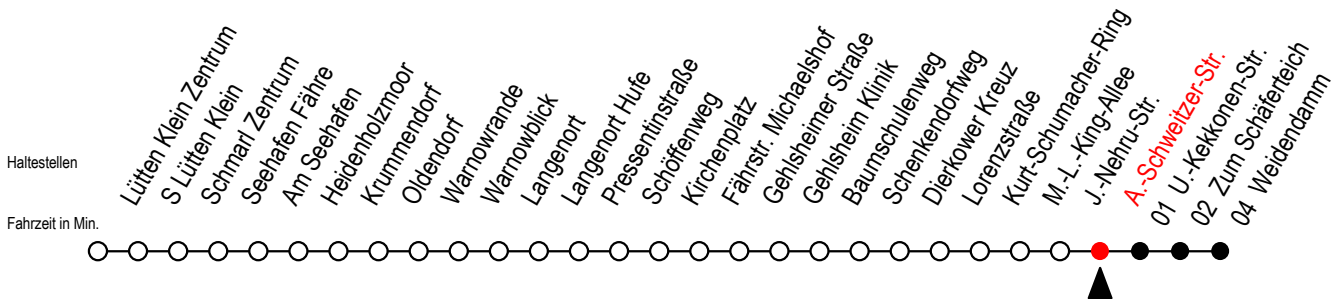 Haltestellen
Fahrzeit in Min.
Lütten Klein Zentrum
S Lütten Klein
Schmarl Zentrum
Seehafen Fähre
Am Seehafen
Heidenholzmoor
Krummendorf
Oldendorf
Warnowrande
Warnowblick
Langenort
Langenort Hufe
Pressentinstraße
Schöffenweg
Kirchenplatz
Fährstr. Michaelshof
Gehlsheimer Straße
Gehlsheim Klinik
Baumschulenweg
Schenkendorfweg
Dierkower Kreuz
Lorenzstraße
Kurt-Schumacher-Ring
M.-L.-King-Allee
J.-Nehru-Str.
A.-Schweitzer-Str.
01 U.-Kekkonen-Str.
02 Zum Schäferteich
04 Weidendamm